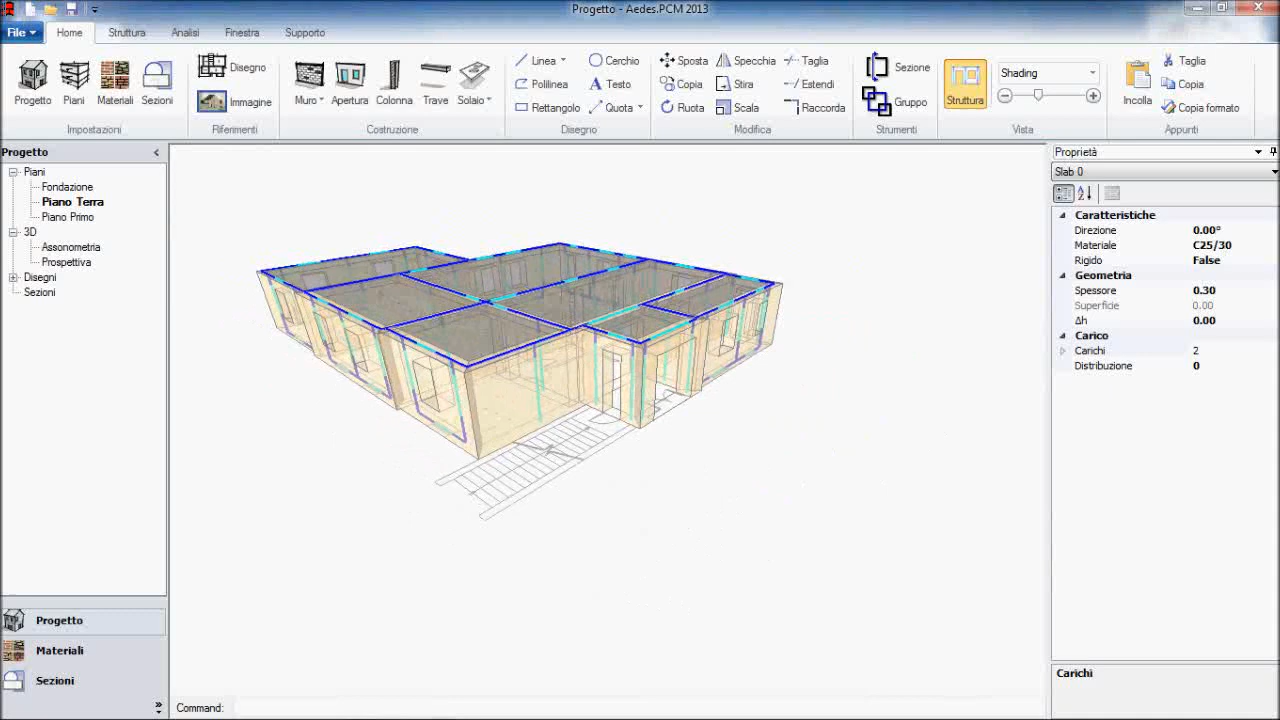 Progetto - Aedes.PCM 2013
File Home Struttura Analisi Finestra Supporto
Progetto Piani Materiali Sezioni
Impostazioni
Disegno
Immagine
Riferimenti
Muro Apertura Colonna Trave Solaio
Costruzione
Linea Cerchio
Polilinea Testo
Rettangolo Quota
Disegno
Sposta Specchia Taglia
Copia Stira Estendi
Ruota Scala Raccorda
Modifica
Sezione
Gruppo
Strumenti
Struttura
Shading
Vista
Incolla
Taglia
Copia
Copia formato
Appunti
Progetto
Piani
Fondazione
Piano Terra
Piano Primo
3D
Assonometria
Prospettiva
Disegni
Sezioni
Progetto
Materiali
Sezioni
Command:
Proprietà
Slab 0
Caratteristiche
Direzione 0.00°
Materiale C25/30
Rigido False
Geometria
Spessore 0.30
Superficie 0.00
Δh 0.00
Carico
Carichi 2
Distribuzione 0
Carichi